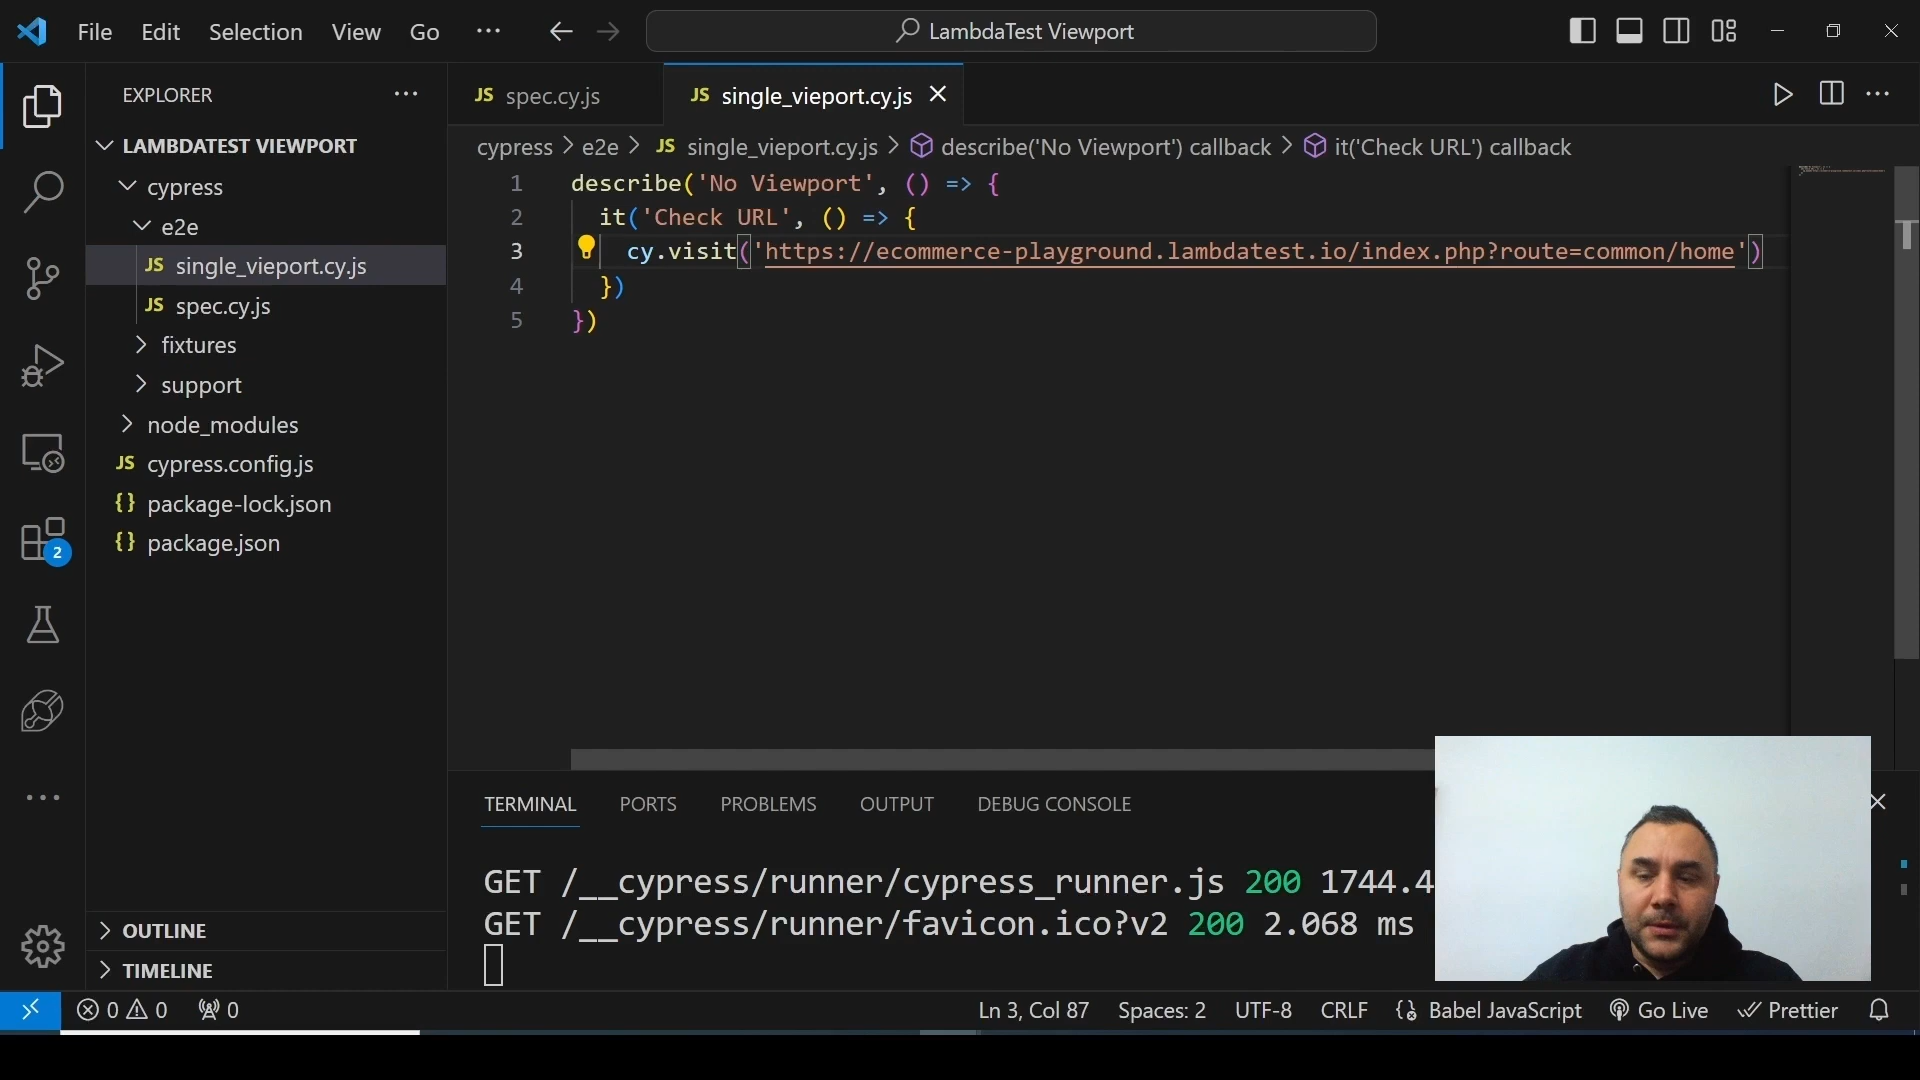 File Edit Selection View Go ··· LambdaTest Viewport
EXPLORER ···
LAMBDATEST VIEWPORT
cypress
e2e
JS single_vieport.cy.js
JS spec.cy.js
fixtures
support
node_modules
JS cypress.config.js
{} package-lock.json
{} package.json
2
OUTLINE
TIMELINE
JS spec.cy.js JS single_vieport.cy.js
cypress > e2e > JS single_vieport.cy.js > describe('No Viewport') callback > it('Check URL') callback
1 describe('No Viewport', () => {
2 it('Check URL', () => {
3 cy.visit('https://ecommerce-playground.lambdatest.io/index.php?route=common/home')
4 })
5 })
TERMINAL PORTS PROBLEMS OUTPUT DEBUG CONSOLE
GET /__cypress/runner/cypress_runner.js 200 1744.4
GET /__cypress/runner/favicon.ico?v2 200 2.068 ms
0 0 0 Ln 3, Col 87 Spaces: 2 UTF-8 CRLF Babel JavaScript Go Live Prettier